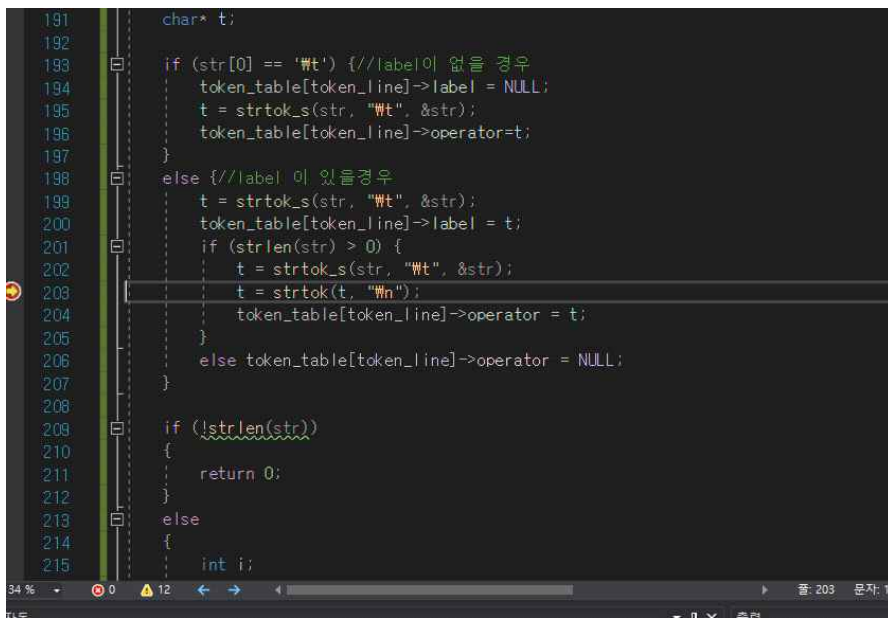 191 char* t;
192
193 if (str[0] == '₩t') {//label이 없을 경우
194 token_table[token_line]->label = NULL;
195 t = strtok_s(str, "₩t", &str);
196 token_table[token_line]->operator=t;
197 }
198 else {//label 이 있을경우
199 t = strtok_s(str, "₩t", &str);
200 token_table[token_line]->label = t;
201 if (strlen(str) > 0) {
202 t = strtok_s(str, "₩t", &str);
203 t = strtok(t, "₩n");
204 token_table[token_line]->operator = t;
205 }
206 else token_table[token_line]->operator = NULL;
207 }
208
209 if (!strlen(str))
210 {
211 return 0;
212 }
213 else
214 {
215 int i;
34 % 0 12 줄: 203 문자: 1
출력